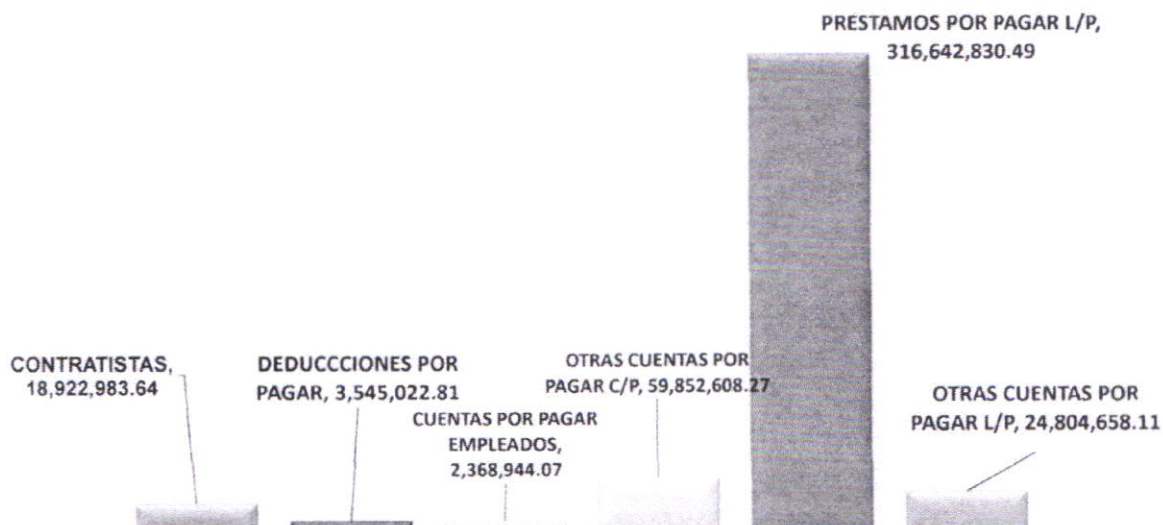 PRESTAMOS POR PAGAR L/P,
316,642,830.49
CONTRATISTAS,
18,922,983.64
DEDUCCCIONES POR
PAGAR, 3,545,022.81
CUENTAS POR PAGAR
EMPLEADOS,
2,368,944.07
OTRAS CUENTAS POR
PAGAR C/P, 59,852,608.27
OTRAS CUENTAS POR
PAGAR L/P, 24,804,658.11